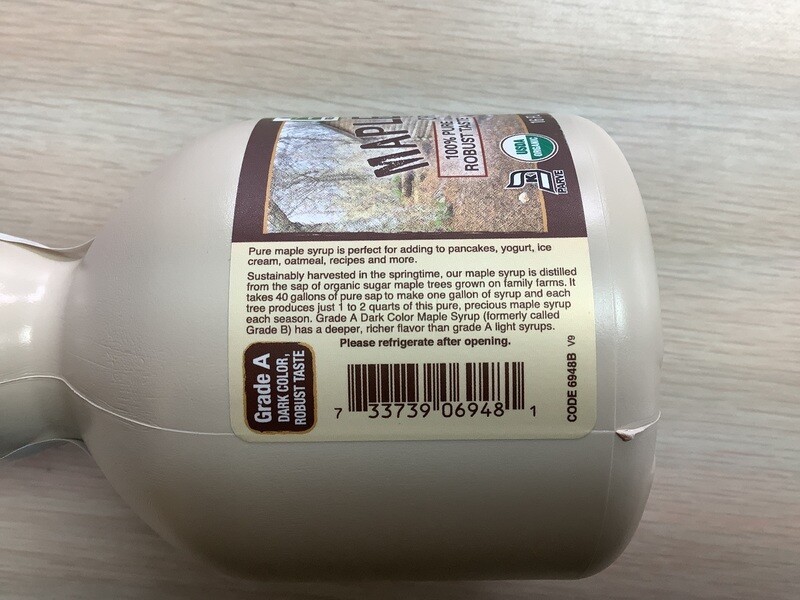 MAPLE
100% PURE
ROBUST TASTE
USDA
ORGANIC
K
PARVE
Pure maple syrup is perfect for adding to pancakes, yogurt, ice
cream, oatmeal, recipes and more.
Sustainably harvested in the springtime, our maple syrup is distilled
from the sap of organic sugar maple trees grown on family farms. It
takes 40 gallons of pure sap to make one gallon of syrup and each
tree produces just 1 to 2 quarts of this pure, precious maple syrup
each season. Grade A Dark Color Maple Syrup (formerly called
Grade B) has a deeper, richer flavor than grade A light syrups.
Please refrigerate after opening.
Grade A
DARK COLOR,
ROBUST TASTE
7 33739 06948 1
CODE 6948B V9